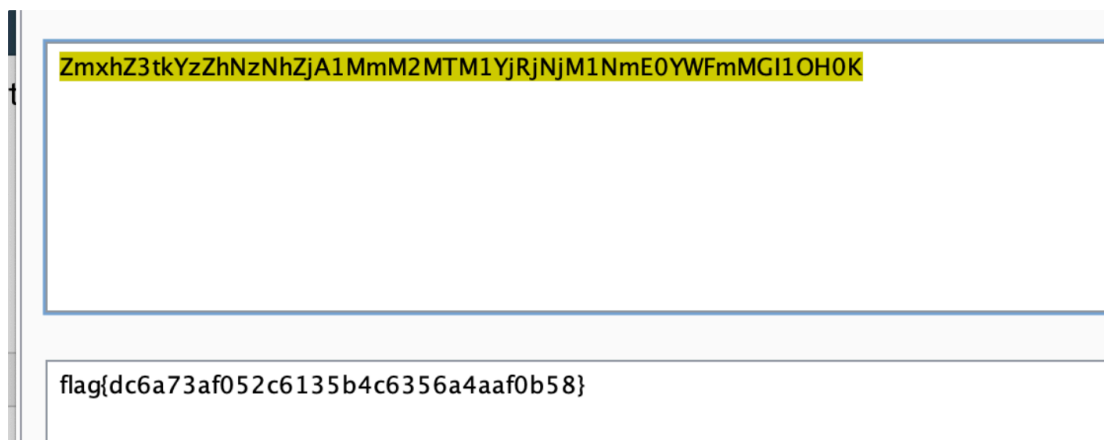 t
ZmxhZ3tkYzZhNzNhZjA1MmM2MTM1YjRjNjM1NmE0YWFmMGI1OH0K
flag{dc6a73af052c6135b4c6356a4aaf0b58}